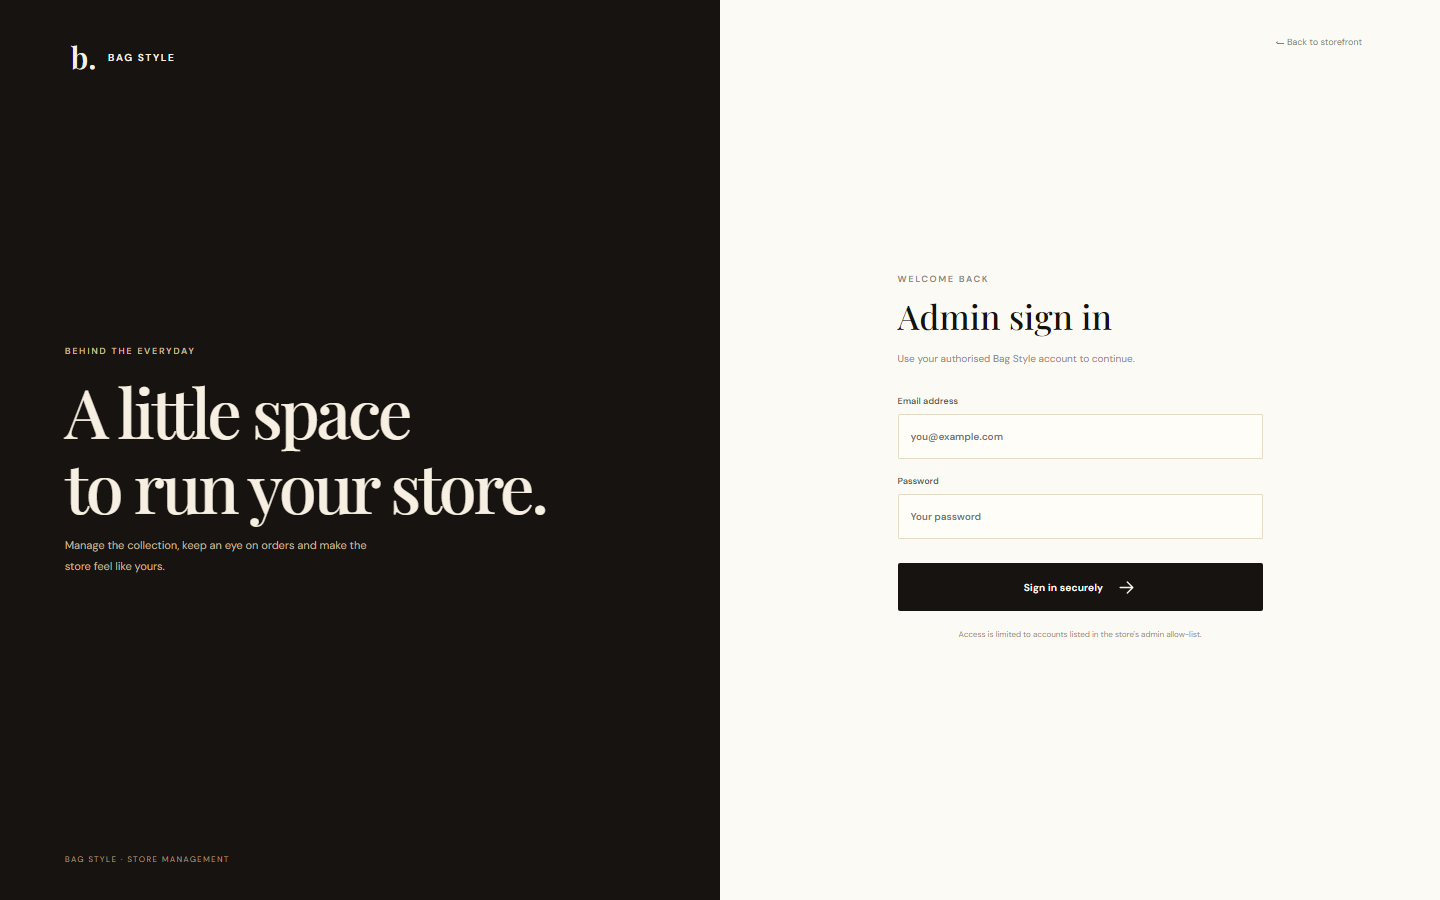 b. BAG STYLE
BEHIND THE EVERYDAY
A little space
to run your store.
Manage the collection, keep an eye on orders and make the
store feel like yours.
BAG STYLE · STORE MANAGEMENT
← Back to storefront
WELCOME BACK
Admin sign in
Use your authorised Bag Style account to continue.
Email address
you@example.com
Password
Your password
Sign in securely →
Access is limited to accounts listed in the store's admin allow-list.